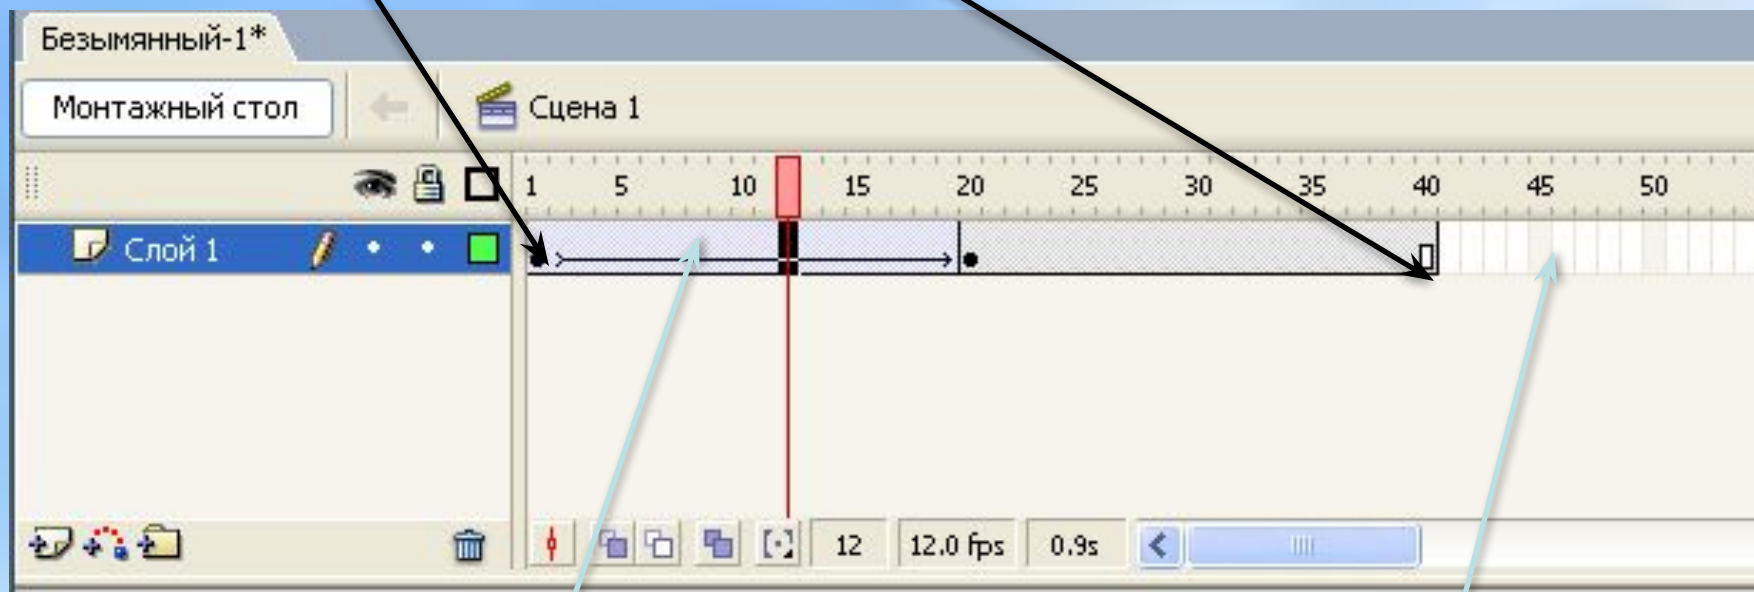 Безымянный-1*
Монтажный стол Сцена 1
1 5 10 15 20 25 30 35 40 45 50
Слой 1
12 12.0 fps 0.9s